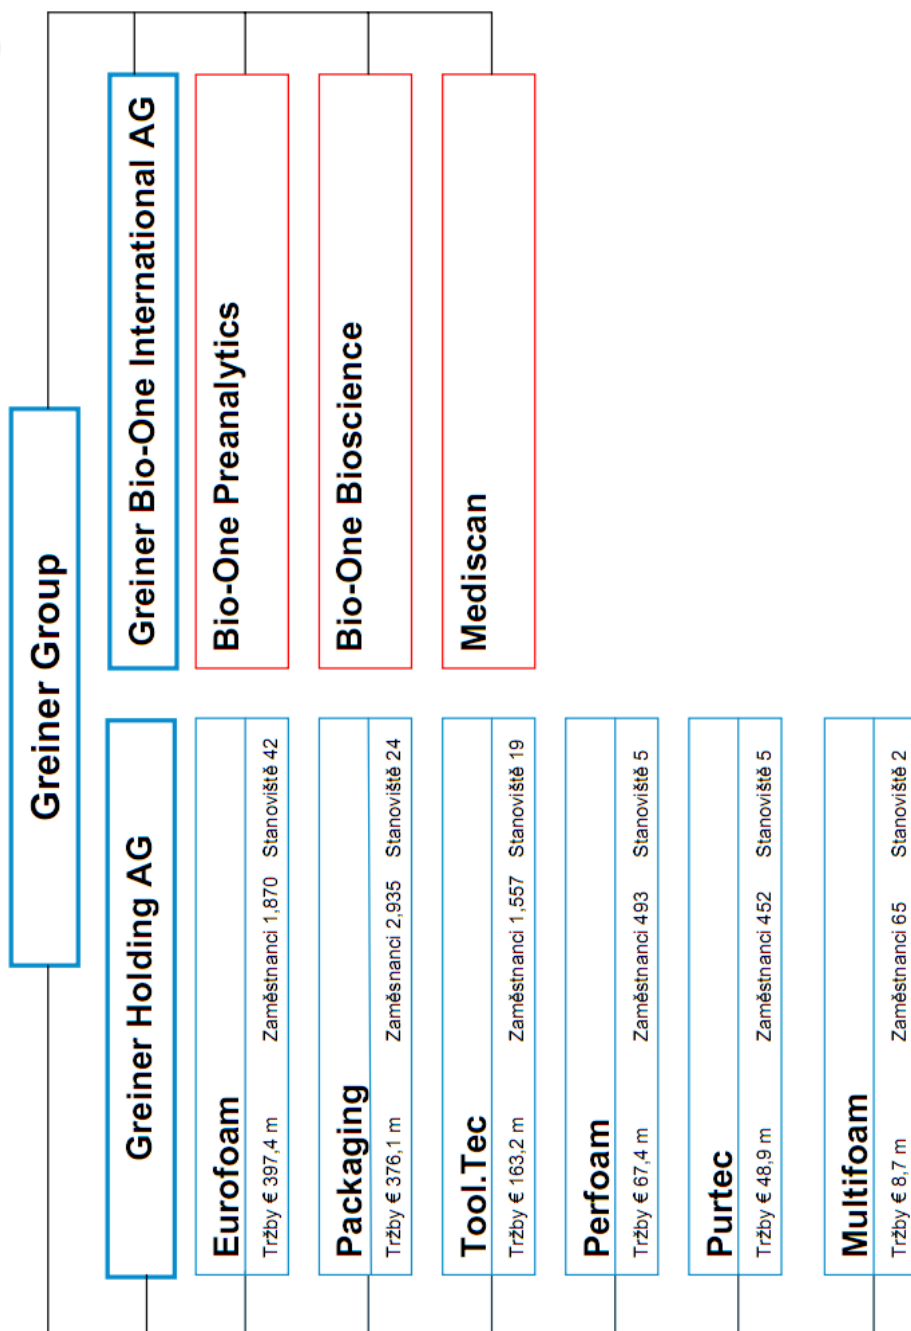 Greiner Group
Greiner Holding AG
Eurofoam
Tržby € 397,4 m Zaměstnanci 1,870 Stanoviště 42
Packaging
Tržby € 376,1 m Zaměsnanci 2,935 Stanoviště 24
Tool.Tec
Tržby € 163,2 m Zaměstnanci 1,557 Stanoviště 19
Perfoam
Tržby € 67,4 m Zaměstnanci 493 Stanoviště 5
Purtec
Tržby € 48,9 m Zaměstnanci 452 Stanoviště 5
Multifoam
Tržby € 8,7 m Zaměstnanci 65 Stanoviště 2
Greiner Bio-One International AG
Bio-One Preanalytics
Bio-One Bioscience
Mediscan